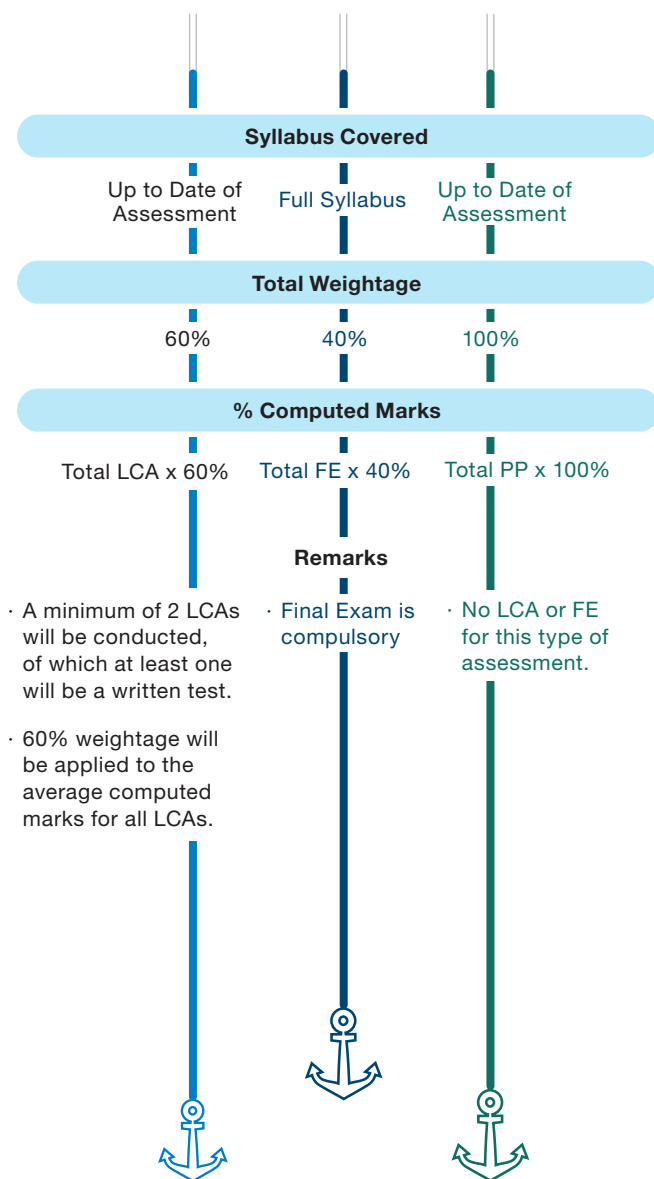 Syllabus Covered
Up to Date of
Assessment
Full Syllabus
Up to Date of
Assessment
Total Weightage
60%
40%
100%
% Computed Marks
Total LCA x 60%
Total FE x 40%
Total PP x 100%
Remarks
· A minimum of 2 LCAs
will be conducted,
of which at least one
will be a written test.
· 60% weightage will
be applied to the
average computed
marks for all LCAs.
· Final Exam is
compulsory
· No LCA or FE
for this type of
assessment.